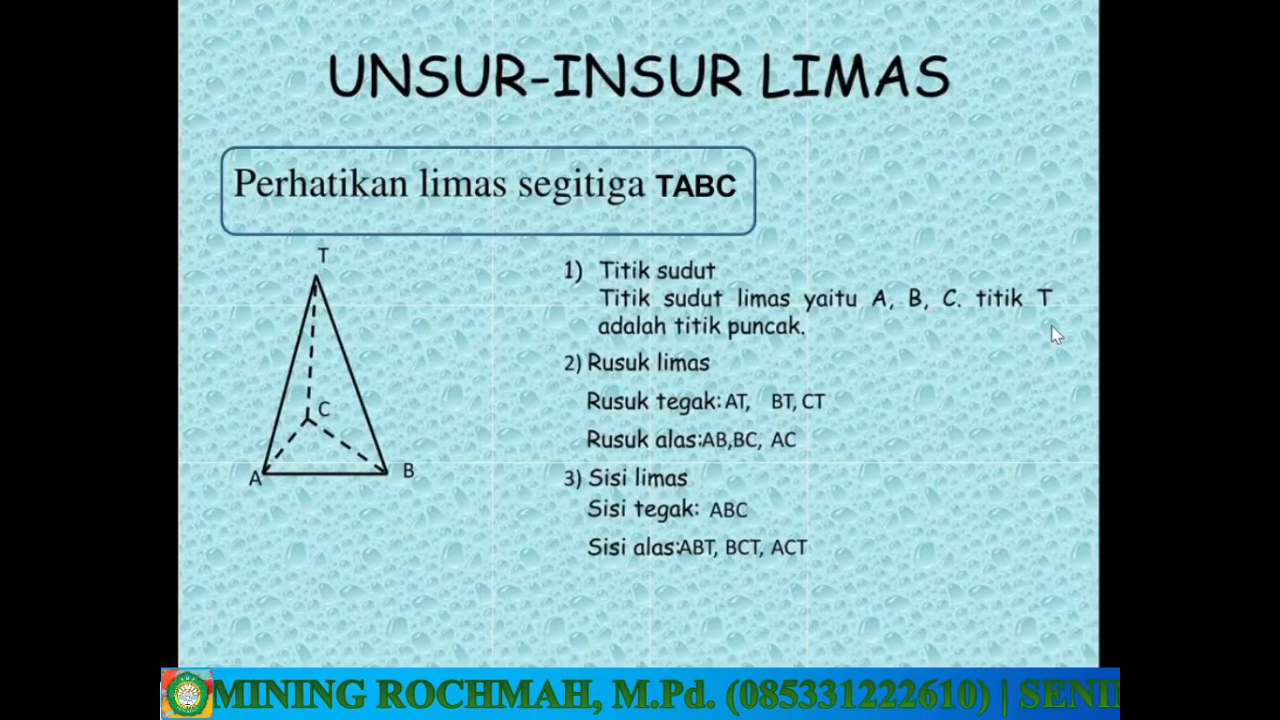 UNSUR-INSUR LIMAS
Perhatikan limas segitiga TABC
T
C
A
B
1) Titik sudut
Titik sudut limas yaitu A, B, C. titik T
adalah titik puncak.
2) Rusuk limas
Rusuk tegak: AT, BT, CT
Rusuk alas:AB,BC, AC
3) Sisi limas
Sisi tegak: ABC
Sisi alas:ABT, BCT, ACT
MINING ROCHMAH, M.Pd. (085331222610) | SENI